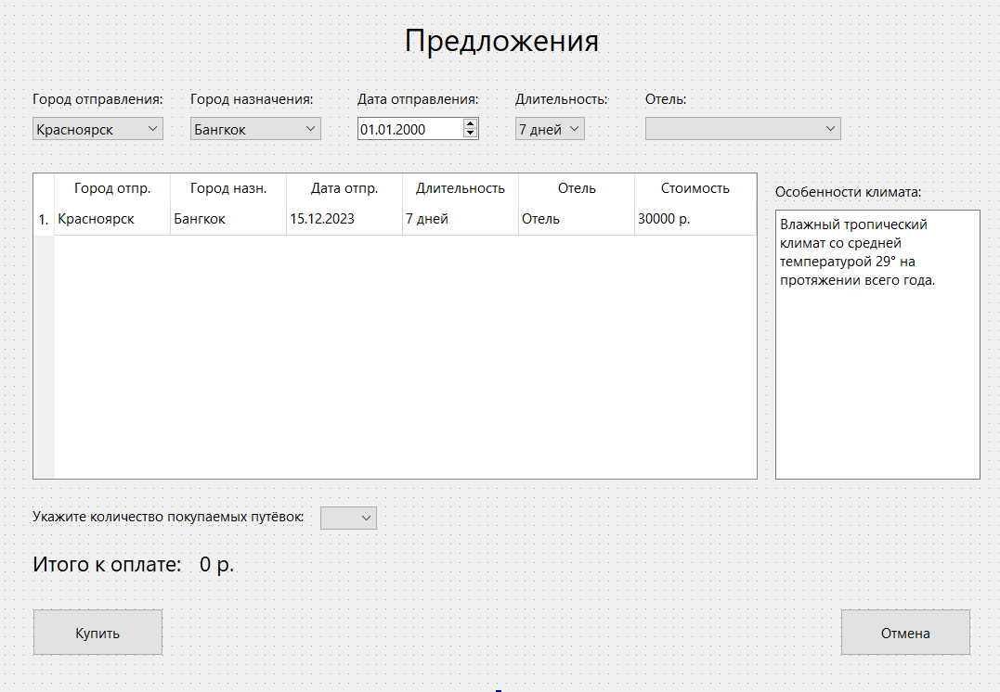 Предложения
Город отправления: Город назначения: Дата отправления: Длительность: Отель:
Красноярск Бангкок 01.01.2000 7 дней
Город отпр. Город назн. Дата отпр. Длительность Отель Стоимость
1. Красноярск Бангкок 15.12.2023 7 дней Отель 30000 р.
Особенности климата:
Влажный тропический
климат со средней
температурой 29° на
протяжении всего года.
Укажите количество покупаемых путёвок:
Итого к оплате: 0 р.
Купить Отмена